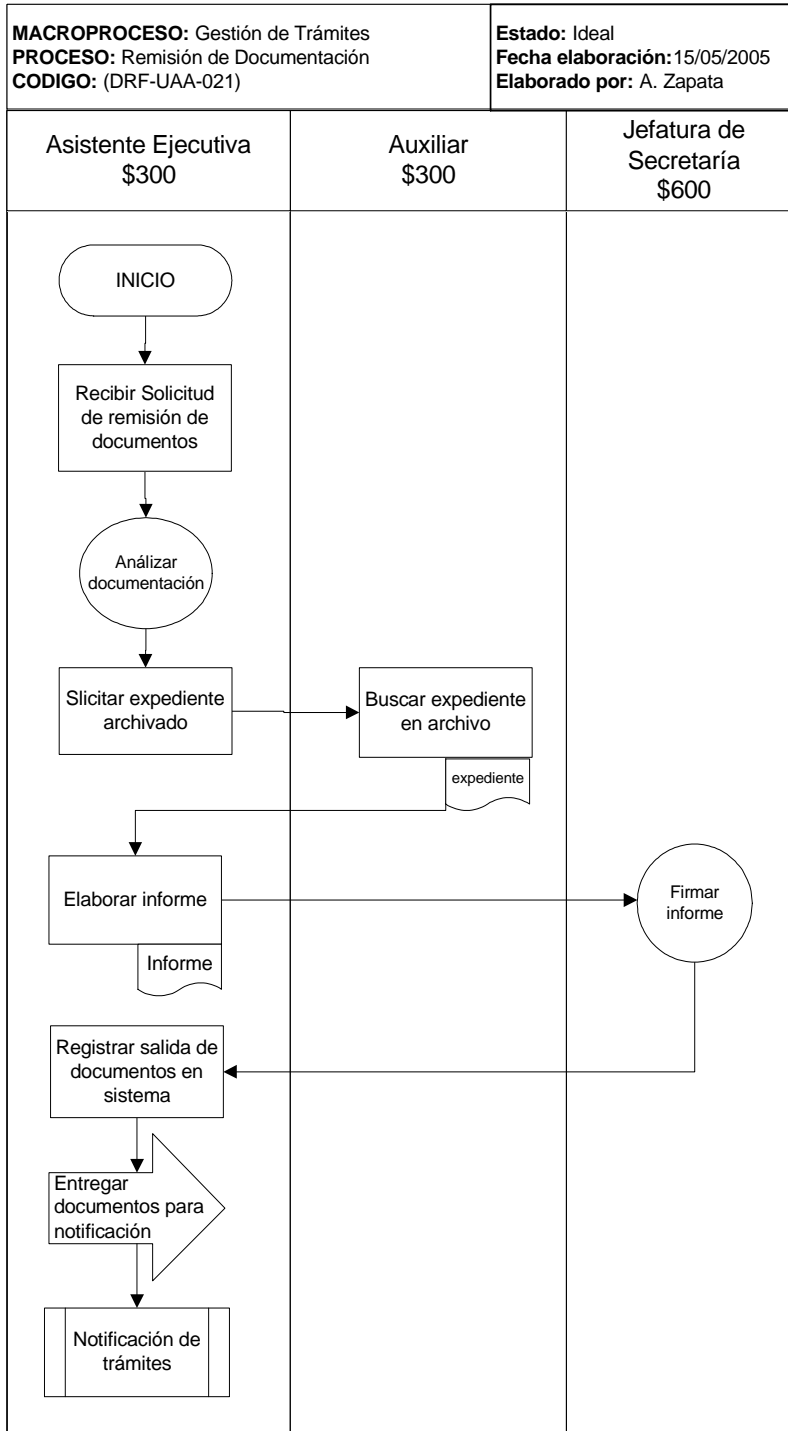 MACROPROCESO: Gestión de Trámites
PROCESO: Remisión de Documentación
CODIGO: (DRF-UAA-021)
Estado: Ideal
Fecha elaboración:15/05/2005
Elaborado por: A. Zapata
Asistente Ejecutiva
$300
Auxiliar
$300
Jefatura de
Secretaría
$600
INICIO
Recibir Solicitud
de remisión de
documentos
Análizar
documentación
Slicitar expediente
archivado
Buscar expediente
en archivo
expediente
Elaborar informe
Informe
Firmar
informe
Registrar salida de
documentos en
sistema
Entregar
documentos para
notificación
Notificación de
trámites